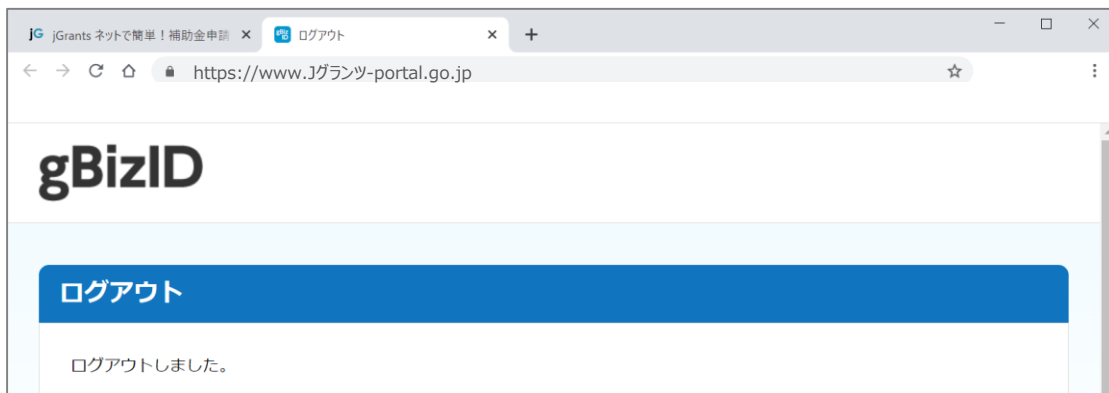 jG jGrants ネットで簡単！補助金申請 ログアウト
https://www.Jグランツ-portal.go.jp
gBizID
ログアウト
ログアウトしました。